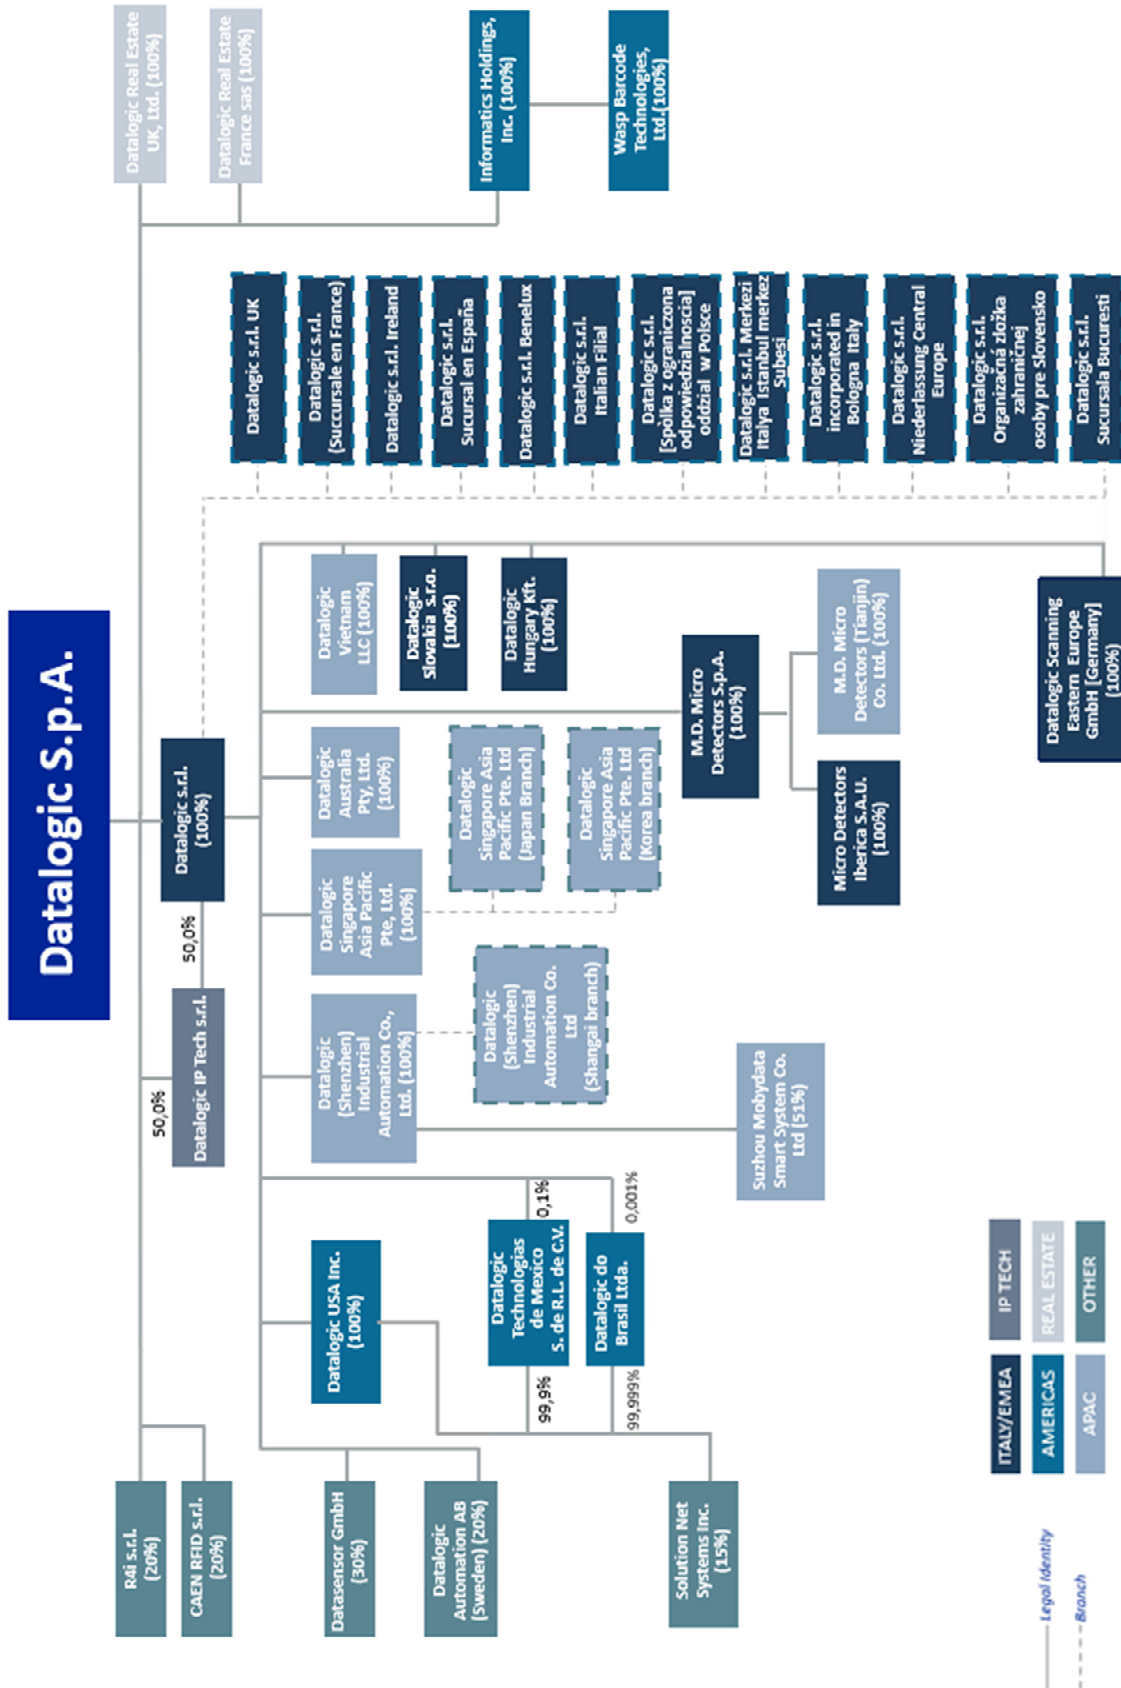 Datalogic S.p.A.
R4i s.r.l.
(20%)
CAEN RFID s.r.l.
(20%)
50,0%
Datalogic IP Tech s.r.l.
50,0%
Datalogic s.r.l.
(100%)
Datalogic Real Estate
UK, Ltd. (100%)
Datalogic Real Estate
France sas (100%)
Informatics Holdings,
Inc. (100%)
Wasp Barcode
Technologies,
Ltd.(100%)
Datalogic s.r.l. UK
Datalogic s.r.l.
(Succursale en France)
Datalogic s.r.l. Ireland
Datalogic s.r.l.
Sucursal en España
Datalogic s.r.l. Benelux
Datalogic s.r.l.
Italian Filial
Datalogic s.r.l.
[Spólka z ograniczona
odpowiedzialnoscia]
oddzial w Polsce
Datalogic s.r.l. Merkezi
Italya Istanbul merkez
Subesi
Datalogic s.r.l.
incorporated in
Bologna Italy
Datalogic s.r.l.
Niederlassung Central
Europe
Datalogic s.r.l.
Organizačná zložka
zahraničnej
osoby pre Slovensko
Datalogic s.r.l.
Sucursala Bucuresti
Datasensor GmbH
(30%)
Datalogic
Automation AB
(Sweden) (20%)
Solution Net
Systems Inc.
(15%)
Datalogic USA Inc.
(100%)
99,9%
Datalogic
Technologias
de Mexico
S. de R.L. de C.V.
0,1%
99,999%
Datalogic do
Brasil Ltda.
0,001%
Datalogic
(Shenzhen)
Industrial
Automation Co.,
Ltd. (100%)
Datalogic
(Shenzhen)
Industrial
Automation Co.
Ltd
(Shangai branch)
Suzhou Mobydata
Smart System Co.
Ltd (51%)
Datalogic
Singapore
Asia Pacific
Pte, Ltd.
(100%)
Datalogic
Singapore Asia
Pacific Pte. Ltd
(Japan Branch)
Datalogic
Singapore Asia
Pacific Pte. Ltd
(Korea branch)
Datalogic
Australia
Pty, Ltd.
(100%)
Datalogic
Vietnam
LLC (100%)
Datalogic
Slovakia s.r.o.
(100%)
Datalogic
Hungary Kft.
(100%)
M.D. Micro
Detectors S.p.A.
(100%)
Micro Detectors
Iberica S.A.U.
(100%)
M.D. Micro
Detectors (Tianjin)
Co. Ltd. (100%)
Datalogic Scanning
Eastern Europe
GmbH [Germany]
(100%)
Legal Identity
Branch
ITALY/EMEA
IP TECH
AMERICAS
REAL ESTATE
APAC
OTHER